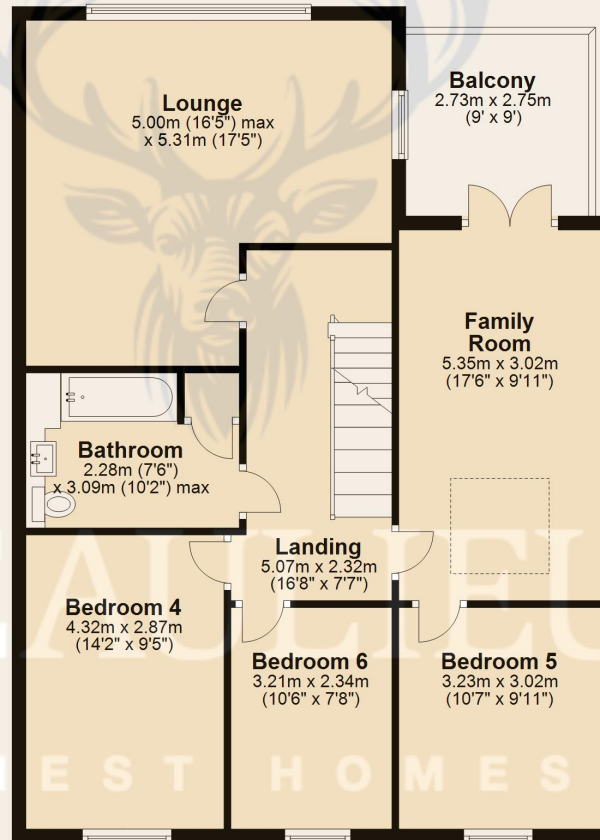 Lounge
5.00m (16'5") max
x 5.31m (17'5")
Balcony
2.73m x 2.75m
(9' x 9')
Family
Room
5.35m x 3.02m
(17'6" x 9'11")
Bathroom
2.28m (7'6")
x 3.09m (10'2") max
Landing
5.07m x 2.32m
(16'8" x 7'7")
Bedroom 4
4.32m x 2.87m
(14'2" x 9'5")
Bedroom 6
3.21m x 2.34m
(10'6" x 7'8")
Bedroom 5
3.23m x 3.02m
(10'7" x 9'11")
EAULIEU
NEST HOMES